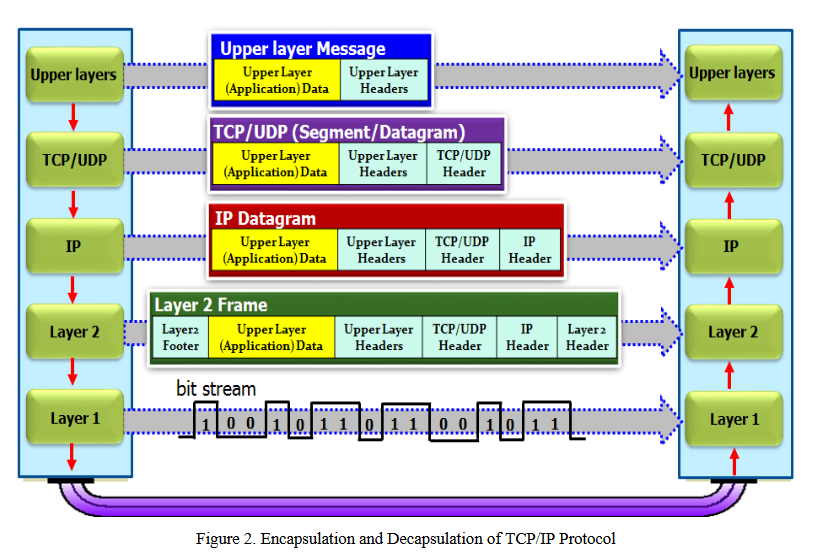 Upper layers
Upper layer Message
Upper Layer (Application) Data
Upper Layer Headers
Upper layers
TCP/UDP
TCP/UDP (Segment/Datagram)
Upper Layer (Application) Data
Upper Layer Headers
TCP/UDP Header
TCP/UDP
IP
IP Datagram
Upper Layer (Application) Data
Upper Layer Headers
TCP/UDP Header
IP Header
IP
Layer 2
Layer 2 Frame
Layer2 Footer
Upper Layer (Application) Data
Upper Layer Headers
TCP/UDP Header
IP Header
Layer 2 Header
Layer 2
Layer 1
bit stream
1 0 0 1 0 1 1 0 1 1 0 0 1 0 1 1
Layer 1
Figure 2. Encapsulation and Decapsulation of TCP/IP Protocol